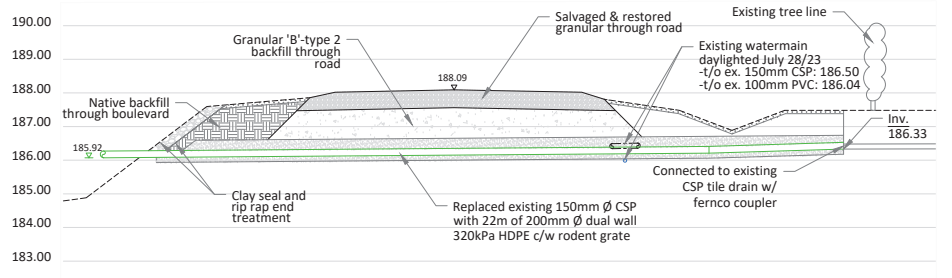 190.00
189.00
188.00
187.00
186.00
185.00
184.00
183.00
Granular 'B'-type 2
backfill through
road
Salvaged & restored
granular through road
Existing tree line
Existing watermain
daylighted July 28/23
-t/o ex. 150mm CSP: 186.50
-t/o ex. 100mm PVC: 186.04
188.09
Native backfill
through boulevard
185.92
Inv.
186.33
Clay seal and
rip rap end
treatment
Replaced existing 150mm Ø CSP
with 22m of 200mm Ø dual wall
320kPa HDPE c/w rodent grate
Connected to existing
CSP tile drain w/
fernco coupler